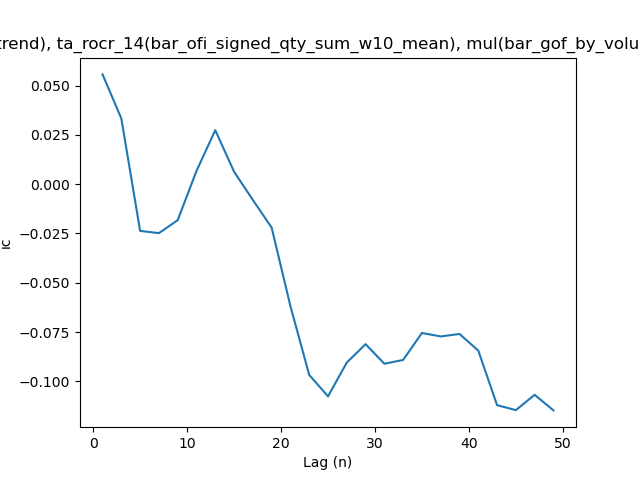 trend), ta_rocr_14(bar_ofi_signed_qty_sum_w10_mean), mul(bar_gof_by_volu
0.050
0.025
0.000
−0.025
−0.050
−0.075
−0.100
IC
0 10 20 30 40 50
Lag (n)